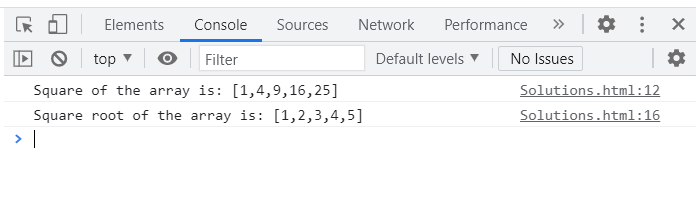 Elements Console Sources Network Performance »
top ▼ Filter Default levels ▼ No Issues
Square of the array is: [1,4,9,16,25] Solutions.html:12
Square root of the array is: [1,2,3,4,5] Solutions.html:16
>